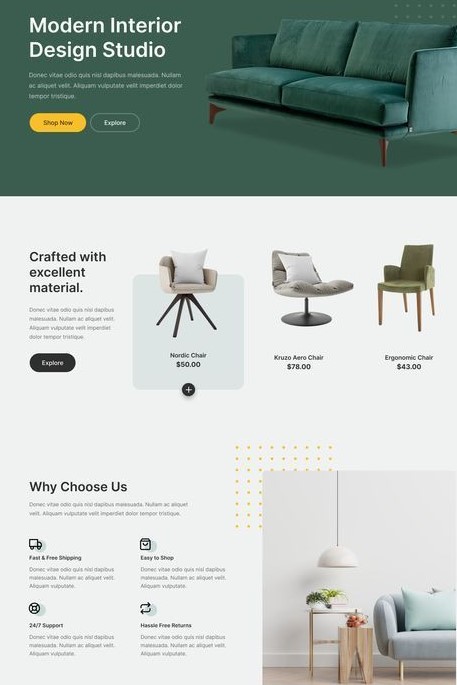 Modern Interior
Design Studio
Donec vitae odio quis nisl dapibus malesuada. Nullam
ac aliquet velit. Aliquam vulputate velit imperdiet dolor
tempor tristique.
Shop Now
Explore
Crafted with
excellent
material.
Donec vitae odio quis nisl dapibus
malesuada. Nullam ac aliquet velit.
Aliquam vulputate velit imperdiet
dolor tempor tristique.
Explore
Nordic Chair
$50.00
Kruzo Aero Chair
$78.00
Ergonomic Chair
$43.00
Why Choose Us
Donec vitae odio quis nisl dapibus malesuada. Nullam ac aliquet
velit. Aliquam vulputate velit imperdiet dolor tempor tristique.
Fast & Free Shipping
Donec vitae odio quis nisl dapibus
malesuada. Nullam ac aliquet velit.
Aliquam vulputate.
Easy to Shop
Donec vitae odio quis nisl dapibus
malesuada. Nullam ac aliquet velit.
Aliquam vulputate.
24/7 Support
Donec vitae odio quis nisl dapibus
malesuada. Nullam ac aliquet velit.
Aliquam vulputate.
Hassle Free Returns
Donec vitae odio quis nisl dapibus
malesuada. Nullam ac aliquet velit.
Aliquam vulputate.